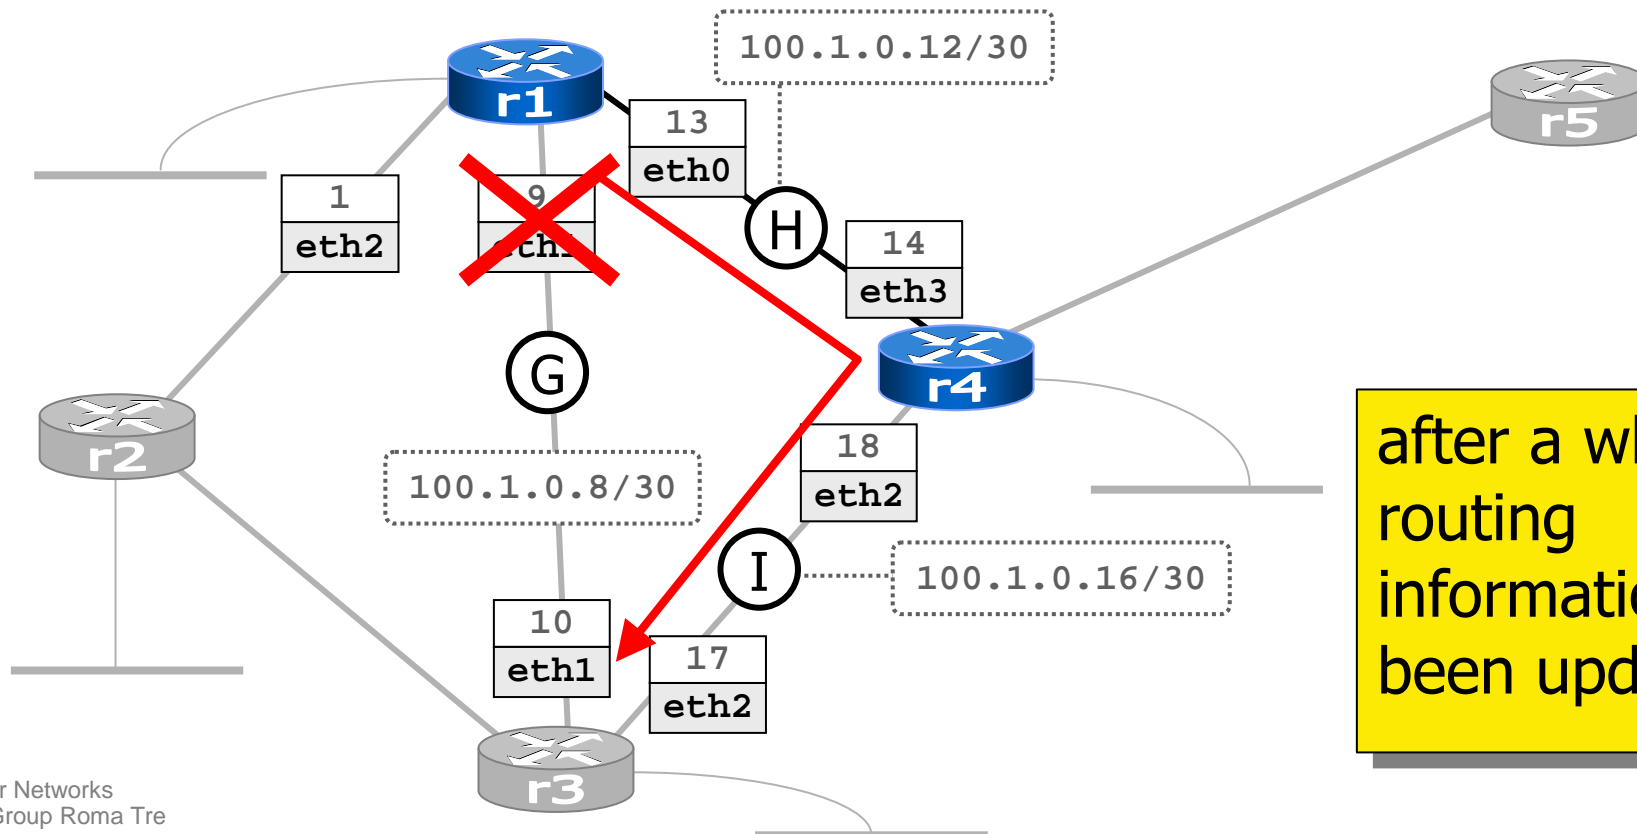 100.1.0.12/30
r1
r5
13
eth0
1
eth2
9
H
14
eth3
G
r4
r2
after a
routing
18
eth2
100.1.0.8/30
I
100.1.0.16/30
been
10
eth1
17
eth2
r3
Networks
Group Roma Tre